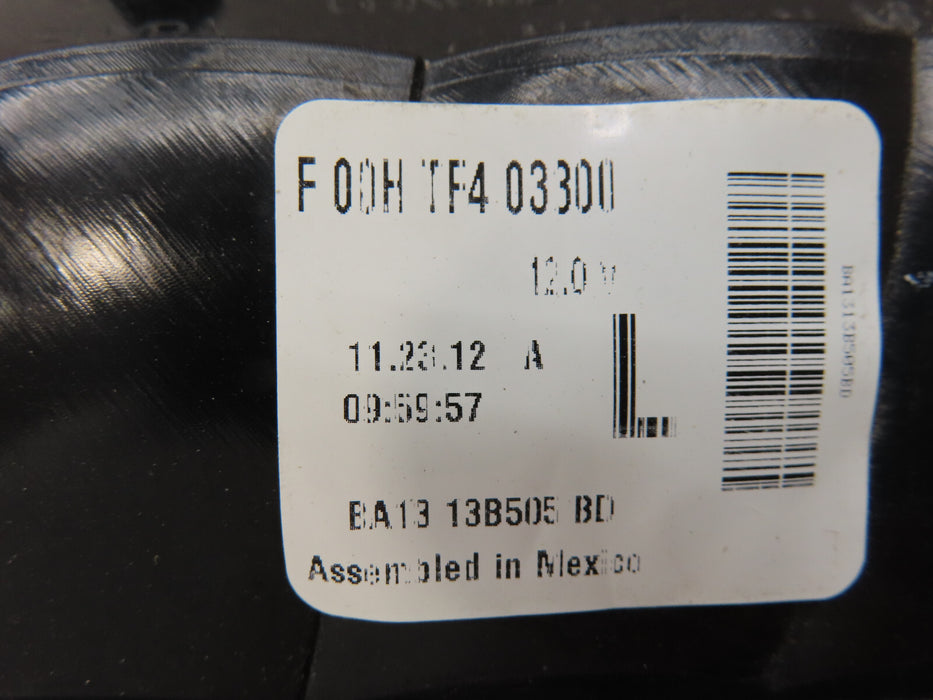 F 00H TF4 03300
12.0 V
11.23.12 A
09:59:57
L
BA13 13B505 BD
Assembled in Mexico
BA1313B505BD